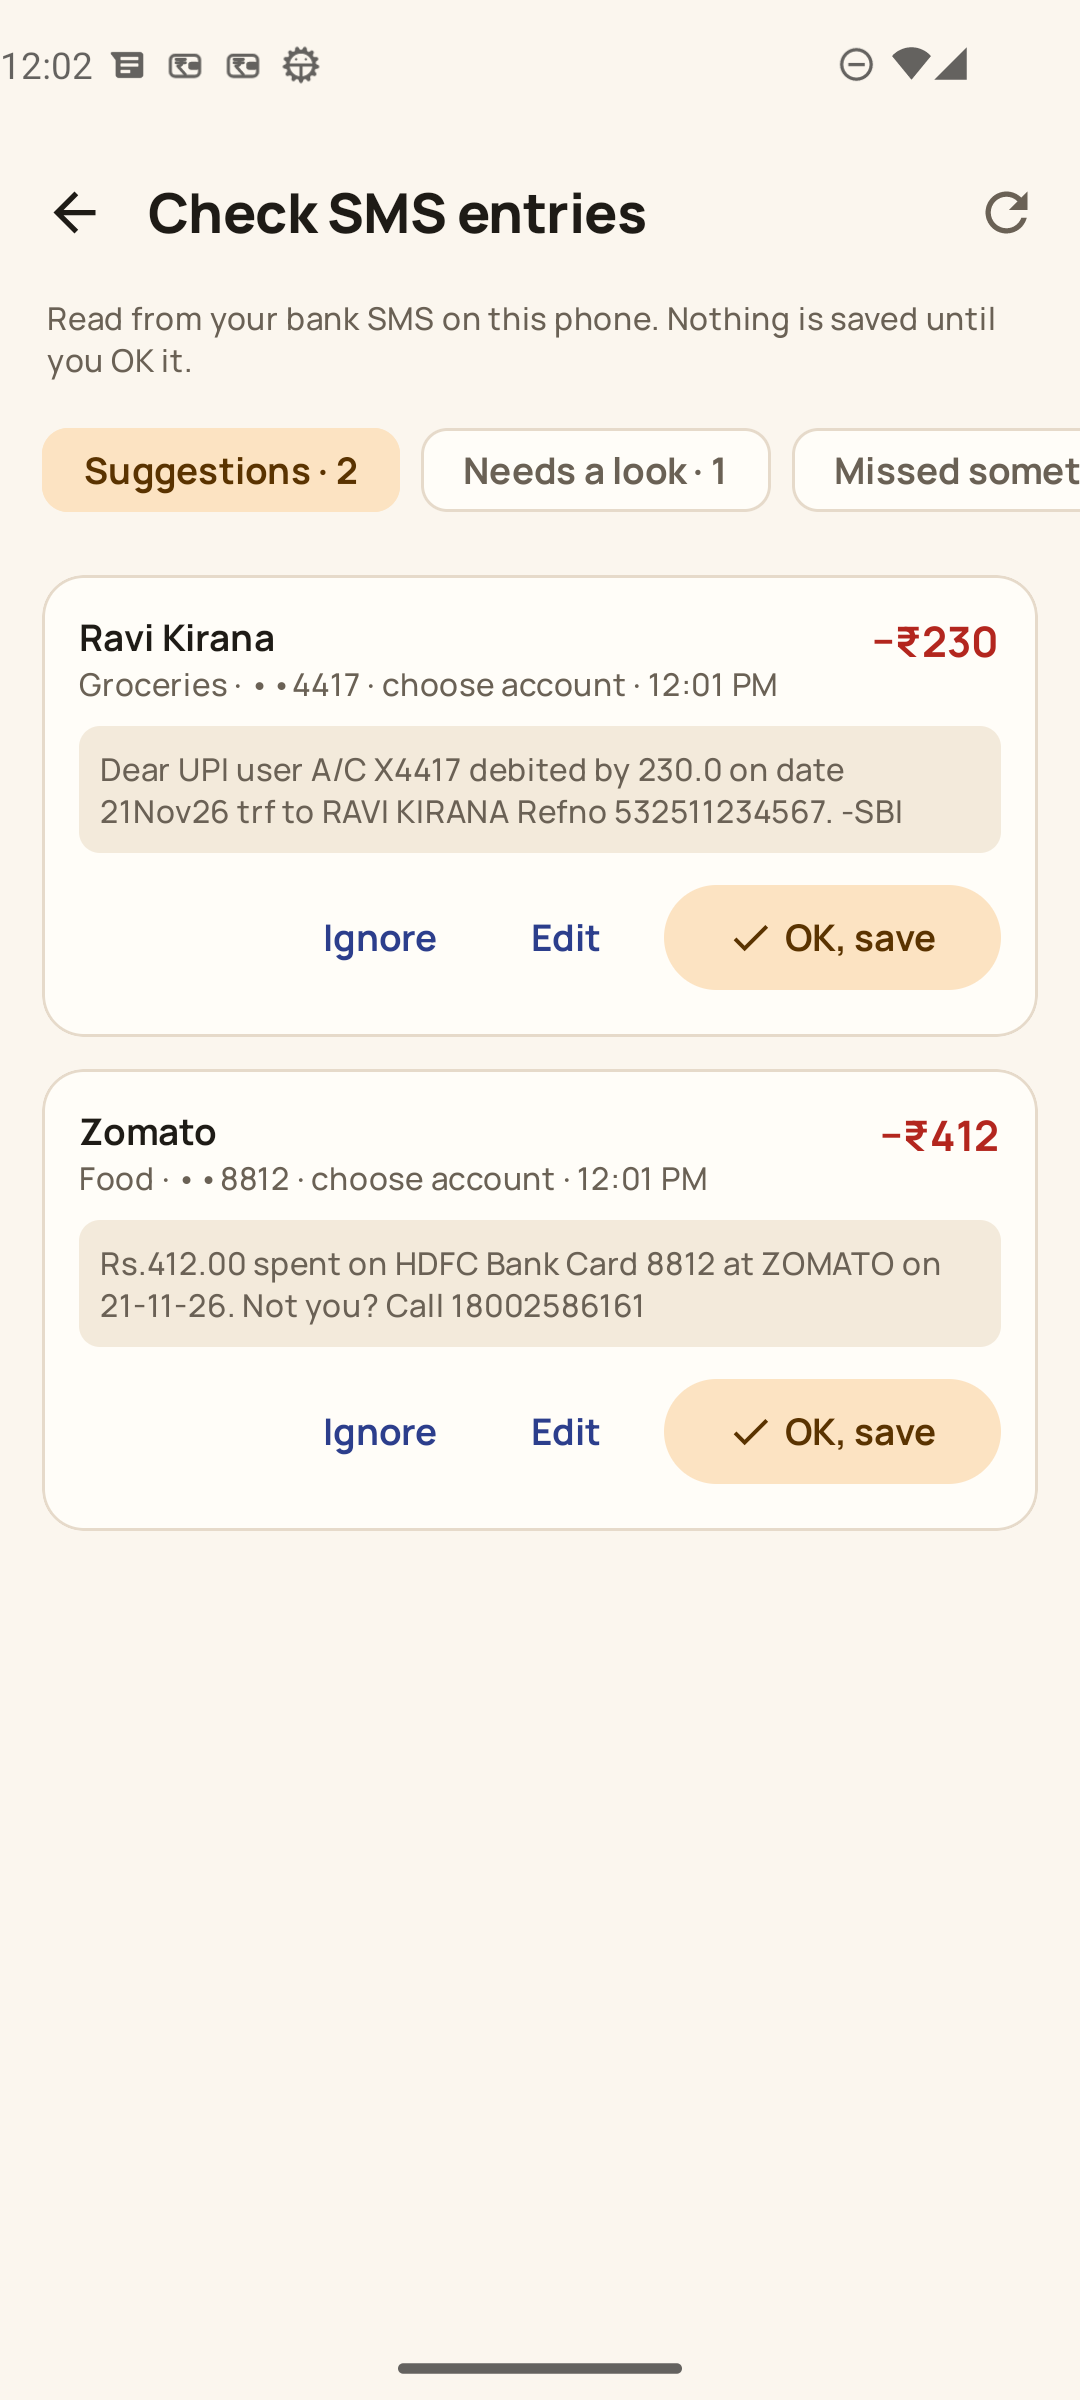 12:02
Check SMS entries
Read from your bank SMS on this phone. Nothing is saved until
you OK it.
Suggestions · 2
Needs a look · 1
Missed somet
Ravi Kirana
−₹230
Groceries · • •4417 · choose account · 12:01 PM
Dear UPI user A/C X4417 debited by 230.0 on date
21Nov26 trf to RAVI KIRANA Refno 532511234567. -SBI
Ignore
Edit
OK, save
Zomato
−₹412
Food · • •8812 · choose account · 12:01 PM
Rs.412.00 spent on HDFC Bank Card 8812 at ZOMATO on
21-11-26. Not you? Call 18002586161
Ignore
Edit
OK, save